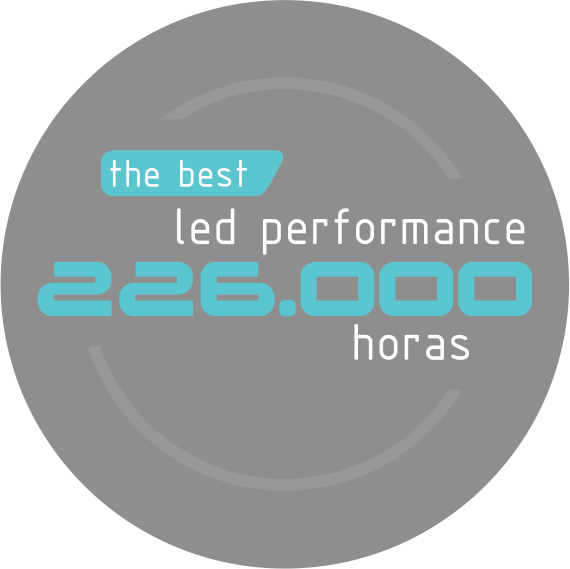 the best
led performance
226.000
horas